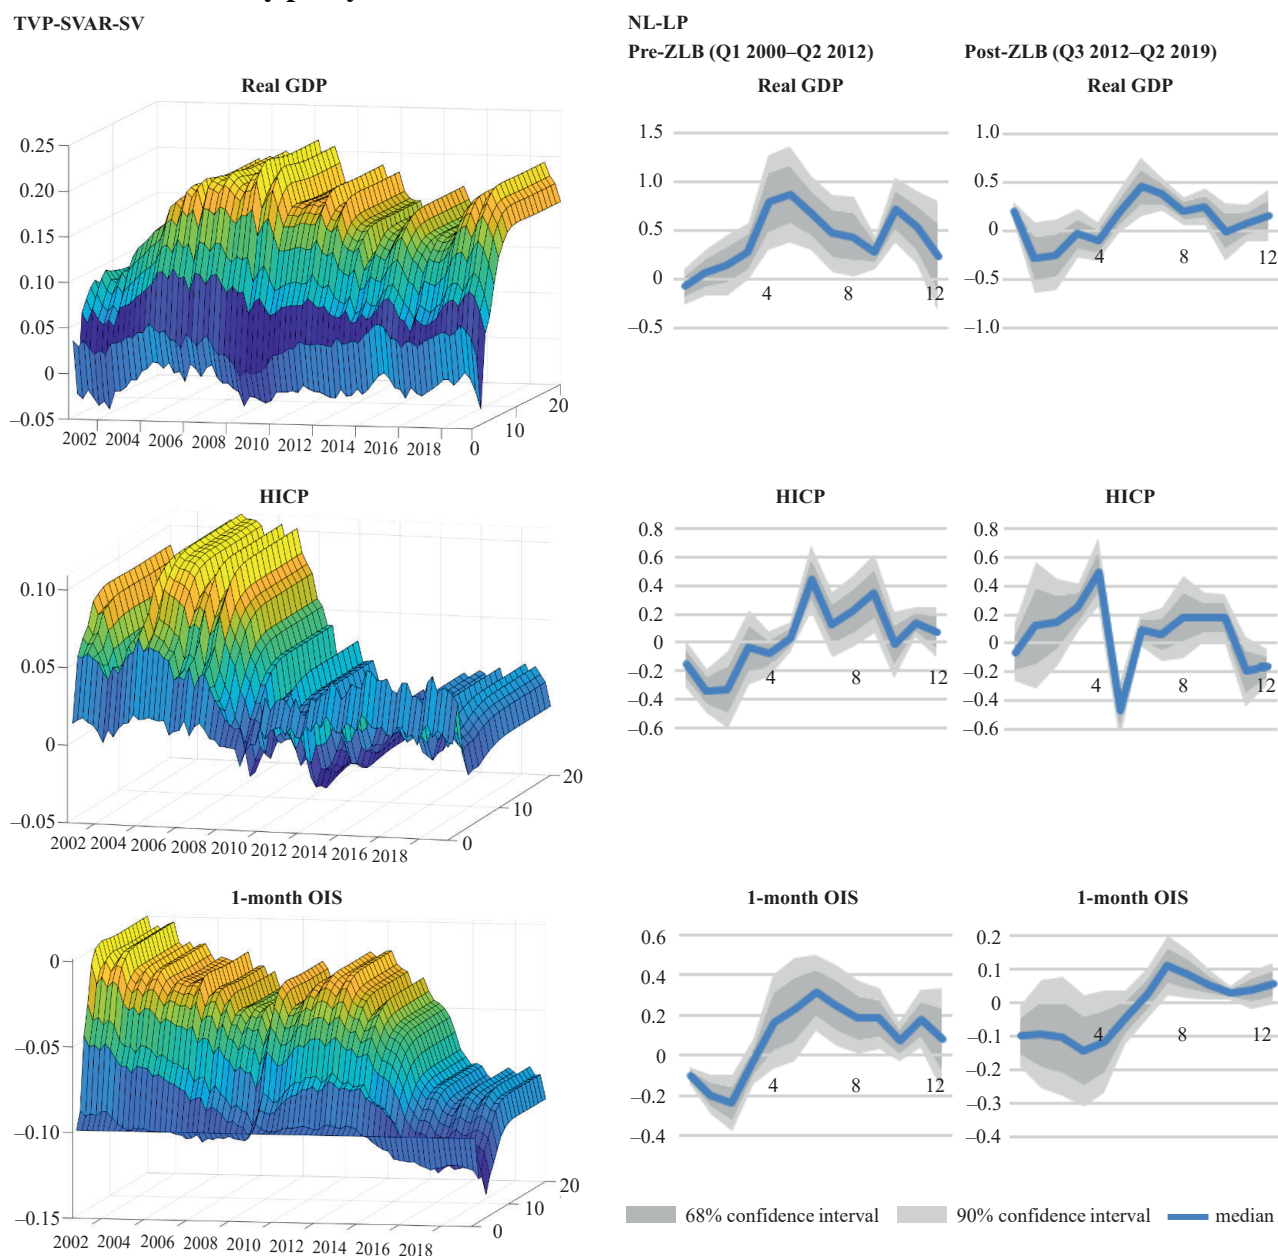 TVP-SVAR-SV
NL-LP
Pre-ZLB (Q1 2000–Q2 2012)
Post-ZLB (Q3 2012–Q2 2019)
Real GDP
0.25
0.20
0.15
0.10
0.05
0
–0.05
2002 2004 2006 2008 2010 2012 2014 2016 2018
0
10
20
Real GDP
1.5
1.0
0.5
0
–0.5
4 8 12
Real GDP
1.0
0.5
0
–0.5
–1.0
4 8 12
HICP
0.10
0.05
0
–0.05
2002 2004 2006 2008 2010 2012 2014 2016 2018
0
10
20
HICP
0.8
0.6
0.4
0.2
0
–0.2
–0.4
–0.6
4 8 12
HICP
0.8
0.6
0.4
0.2
0
–0.2
–0.4
–0.6
4 8 12
1-month OIS
0
–0.05
–0.10
–0.15
2002 2004 2006 2008 2010 2012 2014 2016 2018
0
10
20
1-month OIS
0.6
0.4
0.2
0
–0.2
–0.4
4 8 12
1-month OIS
0.2
0.1
0
–0.1
–0.2
–0.3
–0.4
4 8 12
68% confidence interval 90% confidence interval median